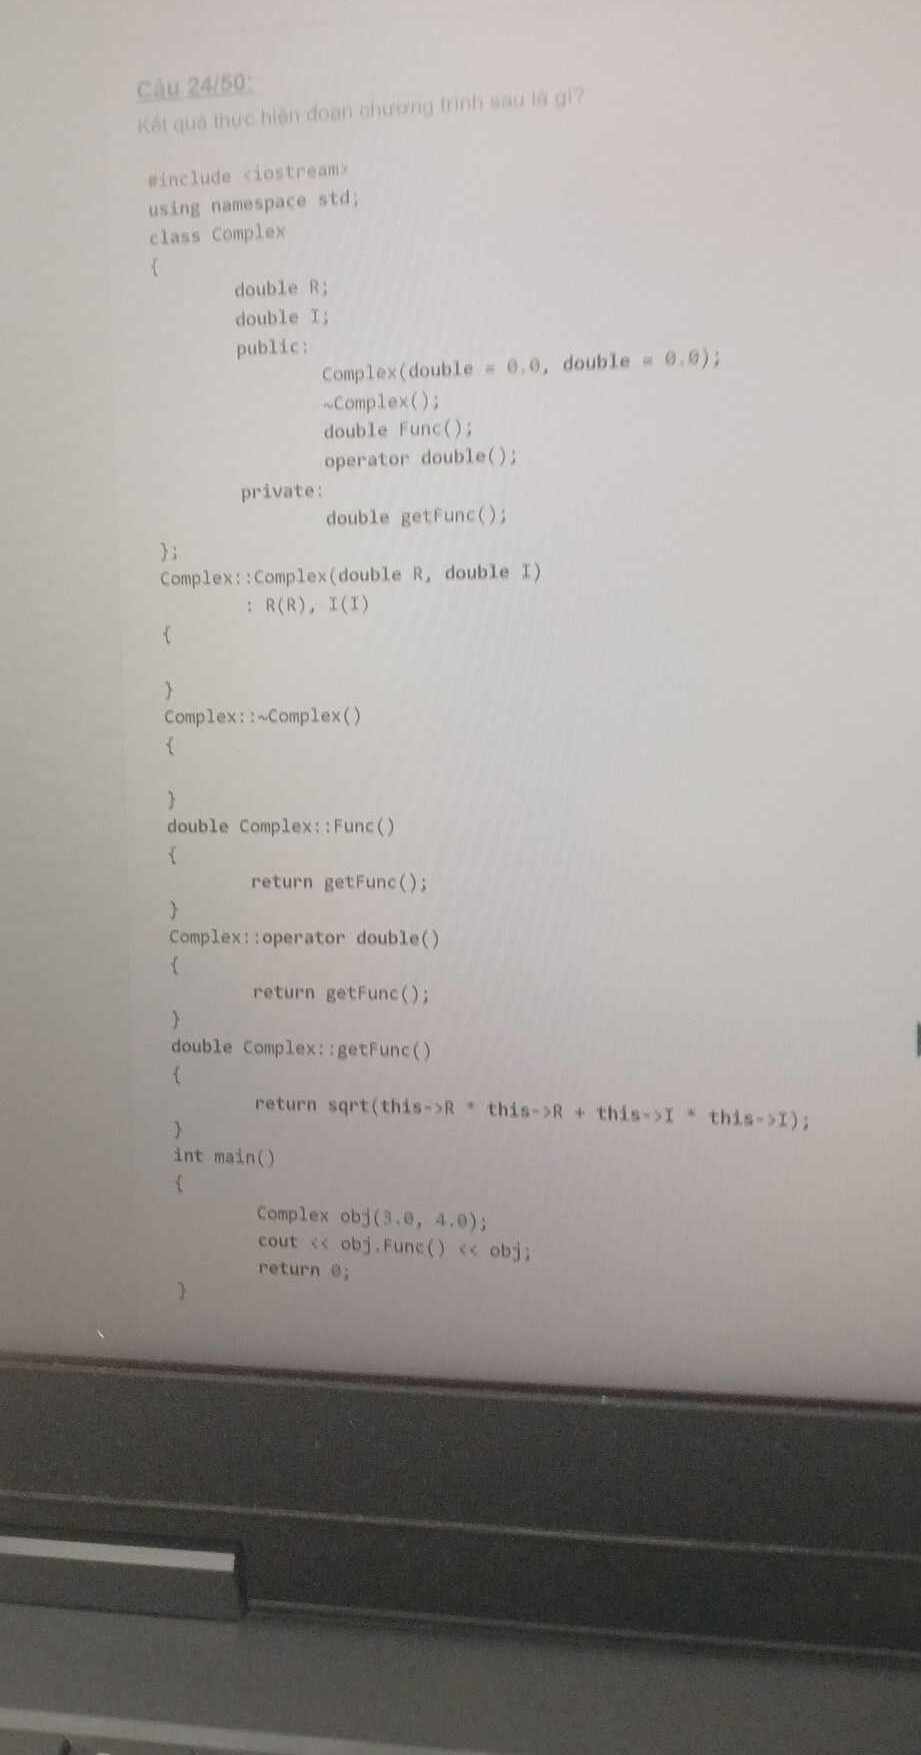 Câu 24/50:
Kết quả thực hiện đoạn chương trình sau là gì?
#include <iostream>
using namespace std;
class Complex
{
double R;
double I;
public:
Complex(double = 0.0, double = 0.0);
~Complex();
double Func();
operator double();
private:
double getFunc();
};
Complex::Complex(double R, double I)
: R(R), I(I)
{
}
Complex::~Complex()
{
}
double Complex::Func()
{
return getFunc();
}
Complex::operator double()
{
return getFunc();
}
double Complex::getFunc()
{
return sqrt(this->R * this->R + this->I * this->I);
}
int main()
{
Complex obj(3.0, 4.0);
cout << obj.Func() << obj;
return 0;
}